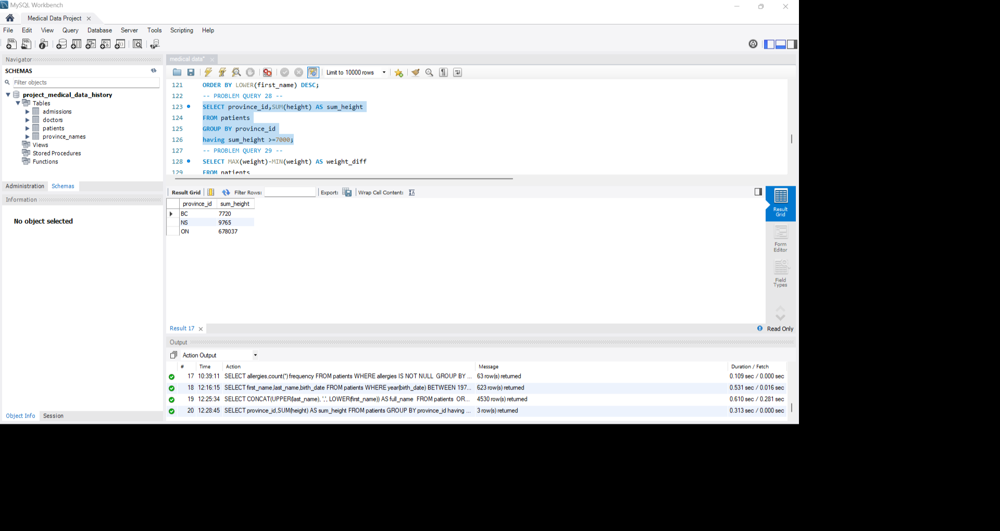 MySQL Workbench
Medical Data Project
File Edit View Query Database Server Tools Scripting Help
Navigator
SCHEMAS
Filter objects
project_medical_data_history
Tables
admissions
doctors
patients
province_names
Views
Stored Procedures
Functions
Administration Schemas
Information
No object selected
Object Info Session
medical data*
Limit to 10000 rows
121 ORDER BY LOWER(first_name) DESC;
122 -- PROBLEM QUERY 28 --
123 SELECT province_id,SUM(height) AS sum_height
124 FROM patients
125 GROUP BY province_id
126 having sum_height >=7000;
127 -- PROBLEM QUERY 29 --
128 SELECT MAX(weight)-MIN(weight) AS weight_diff
129 FROM patients
Result Grid Filter Rows: Export: Wrap Cell Content:
province_id sum_height
BC 7720
NS 9765
ON 678037
Result Grid
Form Editor
Field Types
Result 17
Read Only
Output
Action Output
# Time Action Message Duration / Fetch
17 10:39:11 SELECT allergies,count(*) frequency FROM patients WHERE allergies IS NOT NULL GROUP BY ... 63 row(s) returned 0.109 sec / 0.000 sec
18 12:16:15 SELECT first_name,last_name,birth_date FROM patients WHERE year(birth_date) BETWEEN 197... 623 row(s) returned 0.531 sec / 0.016 sec
19 12:25:34 SELECT CONCAT(UPPER(last_name), ',', LOWER(first_name)) AS full_name FROM patients OR... 4530 row(s) returned 0.610 sec / 0.281 sec
20 12:28:45 SELECT province_id,SUM(height) AS sum_height FROM patients GROUP BY province_id having ... 3 row(s) returned 0.313 sec / 0.000 sec